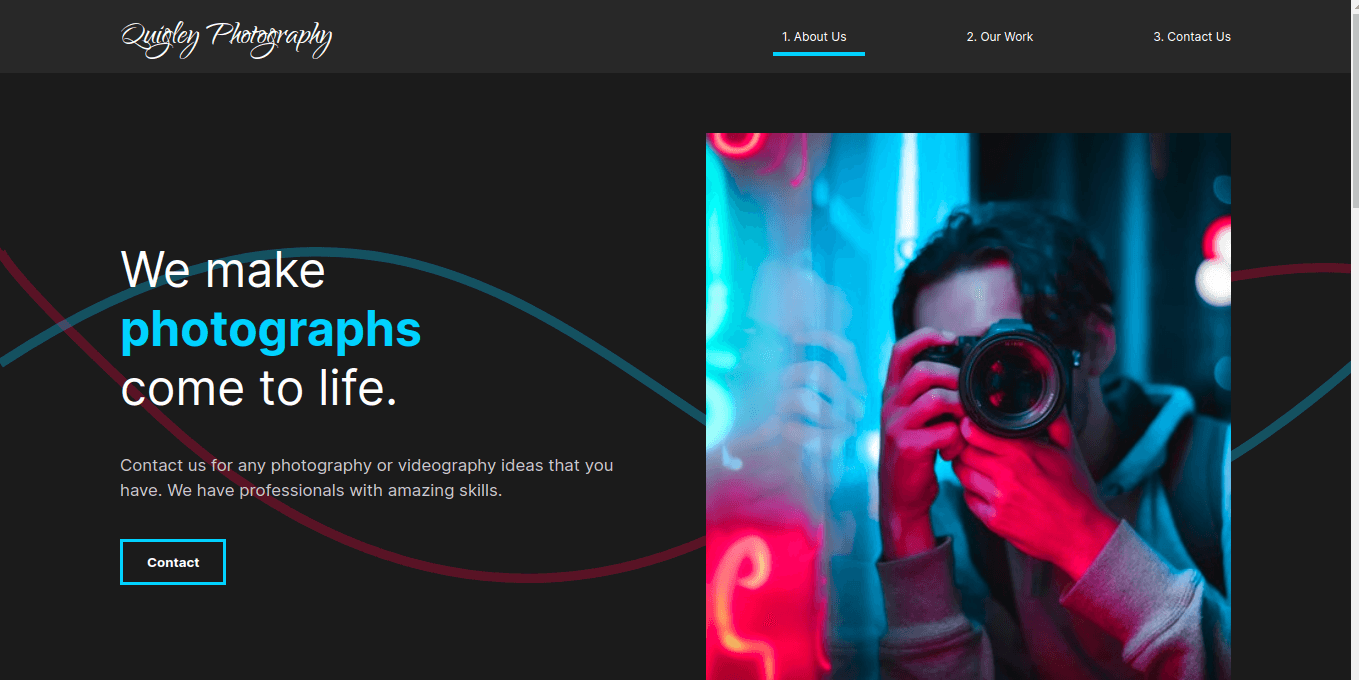 Quigley Photography
1. About Us
2. Our Work
3. Contact Us
We make
photographs
come to life.
Contact us for any photography or videography ideas that you
have. We have professionals with amazing skills.
Contact